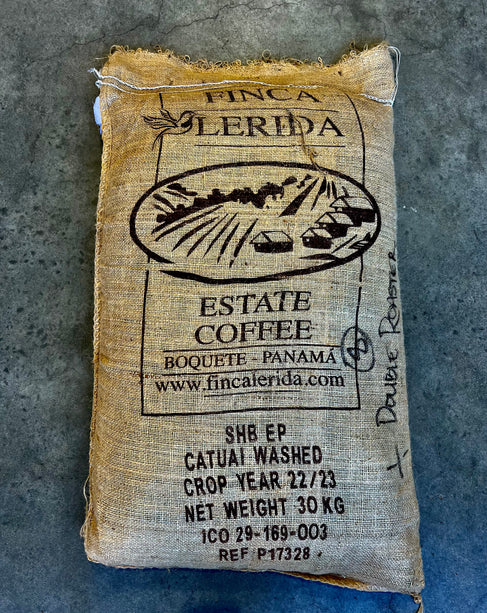 FINCA
LERIDA
ESTATE
COFFEE
BOQUETE - PANAMÁ
www.fincalerida.com
SHB EP
CATUAI WASHED
CROP YEAR 22/23
NET WEIGHT 30 KG
ICO 29-169-003
REF P17328
DOUBLE ROASTER